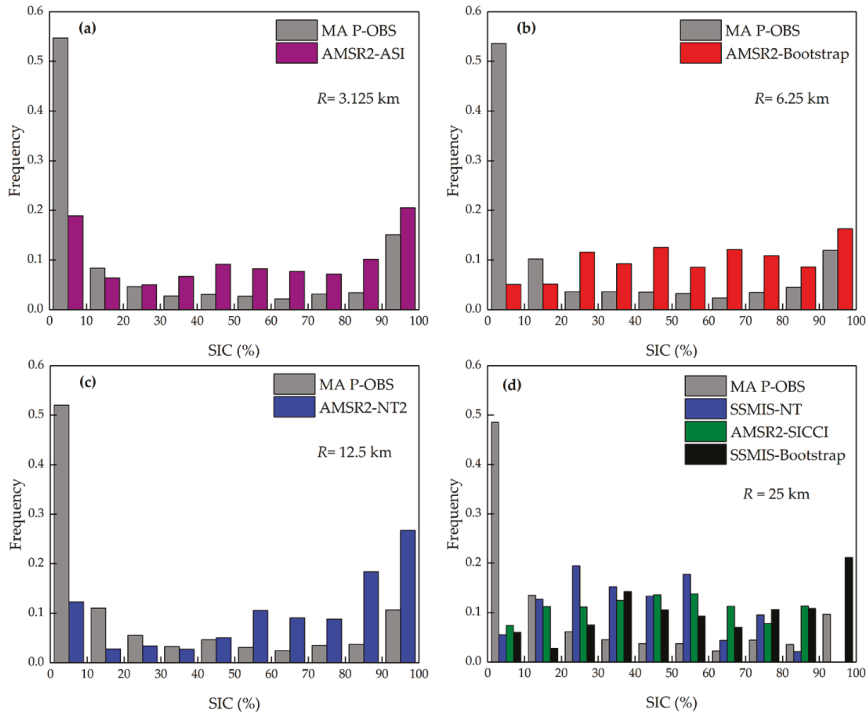 (a)
MA P-OBS
AMSR2-ASI
R= 3.125 km
Frequency
0.6
0.5
0.4
0.3
0.2
0.1
0.0
0 10 20 30 40 50 60 70 80 90 100
SIC (%)
(b)
MA P-OBS
AMSR2-Bootstrap
R= 6.25 km
Frequency
0.6
0.5
0.4
0.3
0.2
0.1
0.0
0 10 20 30 40 50 60 70 80 90 100
SIC (%)
(c)
MA P-OBS
AMSR2-NT2
R= 12.5 km
Frequency
0.6
0.5
0.4
0.3
0.2
0.1
0.0
0 10 20 30 40 50 60 70 80 90 100
SIC (%)
(d)
MA P-OBS
SSMIS-NT
AMSR2-SICCI
SSMIS-Bootstrap
R = 25 km
Frequency
0.6
0.5
0.4
0.3
0.2
0.1
0.0
0 10 20 30 40 50 60 70 80 90 100
SIC (%)